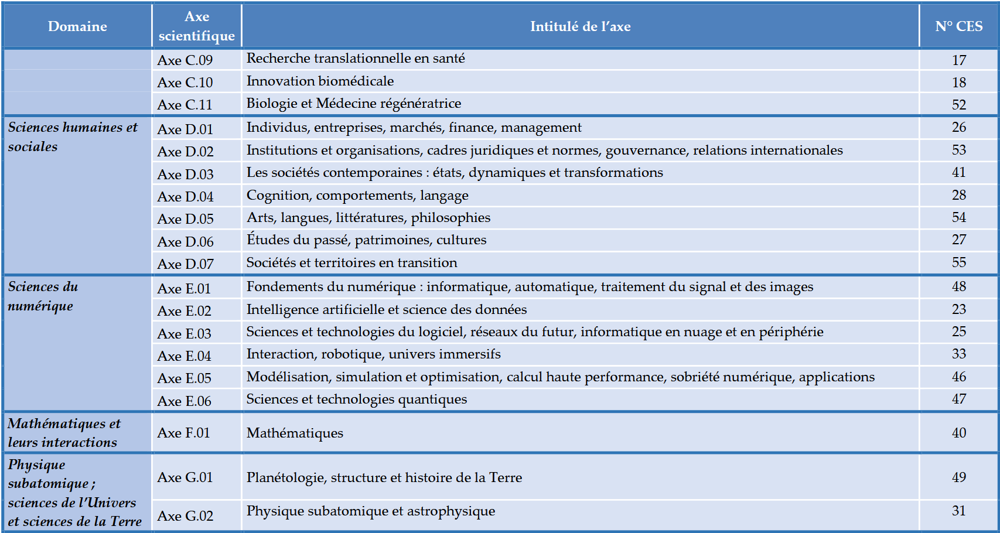 Domaine Axe scientifique Intitulé de l’axe N° CES
Axe C.09 Recherche translationnelle en santé 17
Axe C.10 Innovation biomédicale 18
Axe C.11 Biologie et Médecine régénératrice 52
Sciences humaines et sociales
Axe D.01 Individus, entreprises, marchés, finance, management 26
Axe D.02 Institutions et organisations, cadres juridiques et normes, gouvernance, relations internationales 53
Axe D.03 Les sociétés contemporaines : états, dynamiques et transformations 41
Axe D.04 Cognition, comportements, langage 28
Axe D.05 Arts, langues, littératures, philosophies 54
Axe D.06 Études du passé, patrimoines, cultures 27
Axe D.07 Sociétés et territoires en transition 55
Sciences du numérique
Axe E.01 Fondements du numérique : informatique, automatique, traitement du signal et des images 48
Axe E.02 Intelligence artificielle et science des données 23
Axe E.03 Sciences et technologies du logiciel, réseaux du futur, informatique en nuage et en périphérie 25
Axe E.04 Interaction, robotique, univers immersifs 33
Axe E.05 Modélisation, simulation et optimisation, calcul haute performance, sobriété numérique, applications 46
Axe E.06 Sciences et technologies quantiques 47
Mathématiques et leurs interactions
Axe F.01 Mathématiques 40
Physique subatomique ; sciences de l’Univers et sciences de la Terre
Axe G.01 Planétologie, structure et histoire de la Terre 49
Axe G.02 Physique subatomique et astrophysique 31